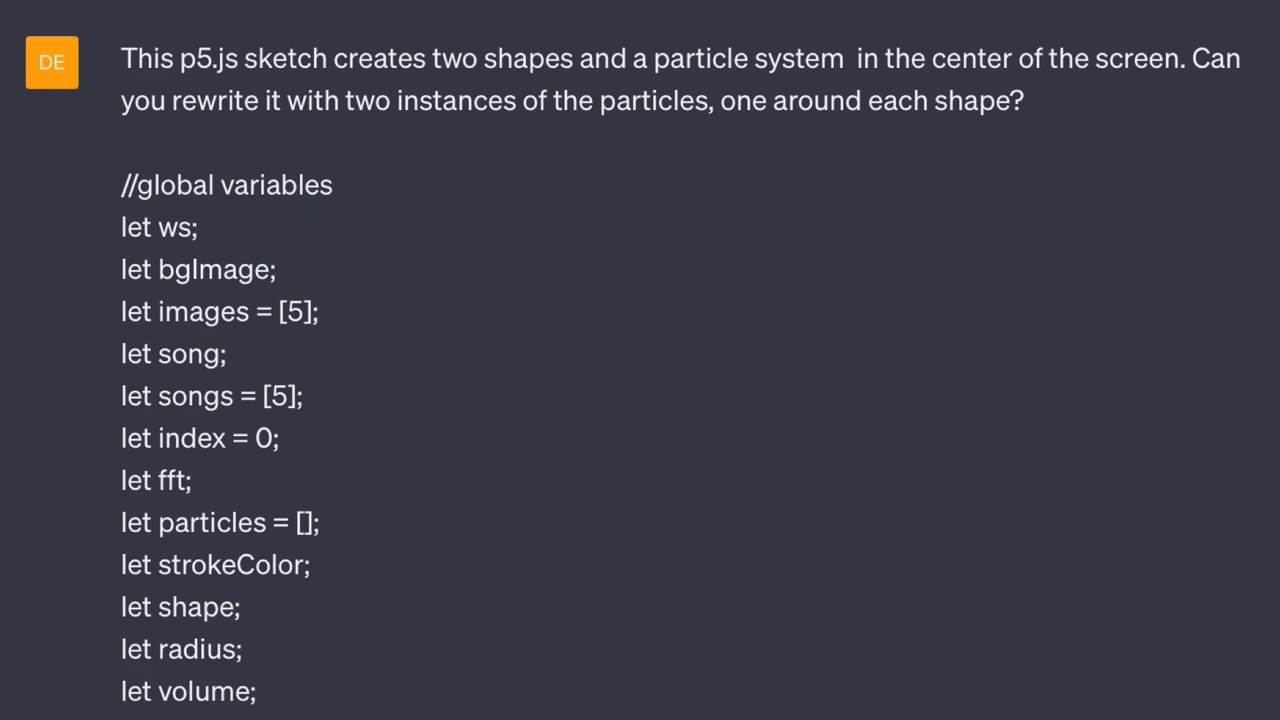 DE
This p5.js sketch creates two shapes and a particle system  in the center of the screen. Can
you rewrite it with two instances of the particles, one around each shape?
//global variables
let ws;
let bgImage;
let images = [5];
let song;
let songs = [5];
let index = 0;
let fft;
let particles = [];
let strokeColor;
let shape;
let radius;
let volume;